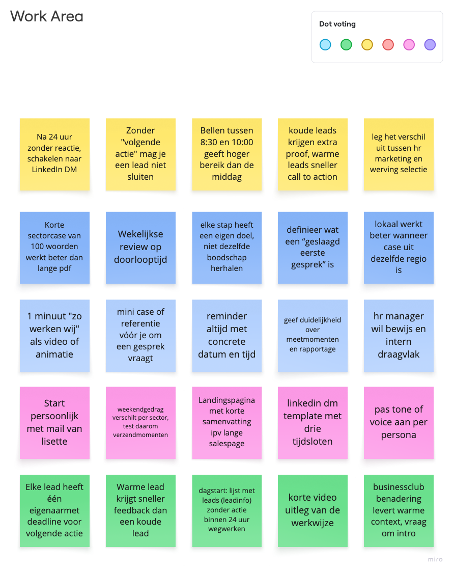 Work Area
Dot voting
Na 24 uur
zonder reactie,
schakelen naar
LinkedIn DM
Zonder
"volgende
actie" mag je
een lead niet
sluiten
Bellen tussen
8:30 en 10:00
geeft hoger
bereik dan de
middag
koude leads
krijgen extra
proof, warme
leads sneller
call to action
leg het verschil
uit tussen hr
marketing en
werving selectie
Korte
sectorcase van
100 woorden
werkt beter dan
lange pdf
Wekelijkse
review op
doorlooptijd
elke stap heeft
een eigen doel,
niet dezelfde
boodschap
herhalen
definieer wat
een "geslaagd
eerste
gesprek" is
lokaal werkt
beter wanneer
case uit
dezelfde regio
is
1 minuut "zo
werken wij"
als video of
animatie
mini case of
referentie
vóór je om
een gesprek
vraagt
reminder
altijd met
concrete
datum en tijd
geef duidelijkheid
over
meetmomenten
en rapportage
hr manager
wil bewijs en
intern
draagvlak
Start
persoonlijk
met mail van
lisette
weekendgedrag
verschilt per sector,
test daarom
verzendmomenten
Landingspagina
met korte
samenvatting
ipv lange
salespage
linkedin dm
template met
drie
tijdsloten
pas tone of
voice aan per
persona
Elke lead heeft
één
eigenaarmet
deadline voor
volgende actie
Warme lead
krijgt sneller
feedback dan
een koude
lead
dagstart: lijst met
leads (leadinfo)
zonder actie
binnen 24 uur
wegwerken
korte video
uitleg van de
werkwijze
businessclub
benadering
levert warme
context, vraag
om intro
miro